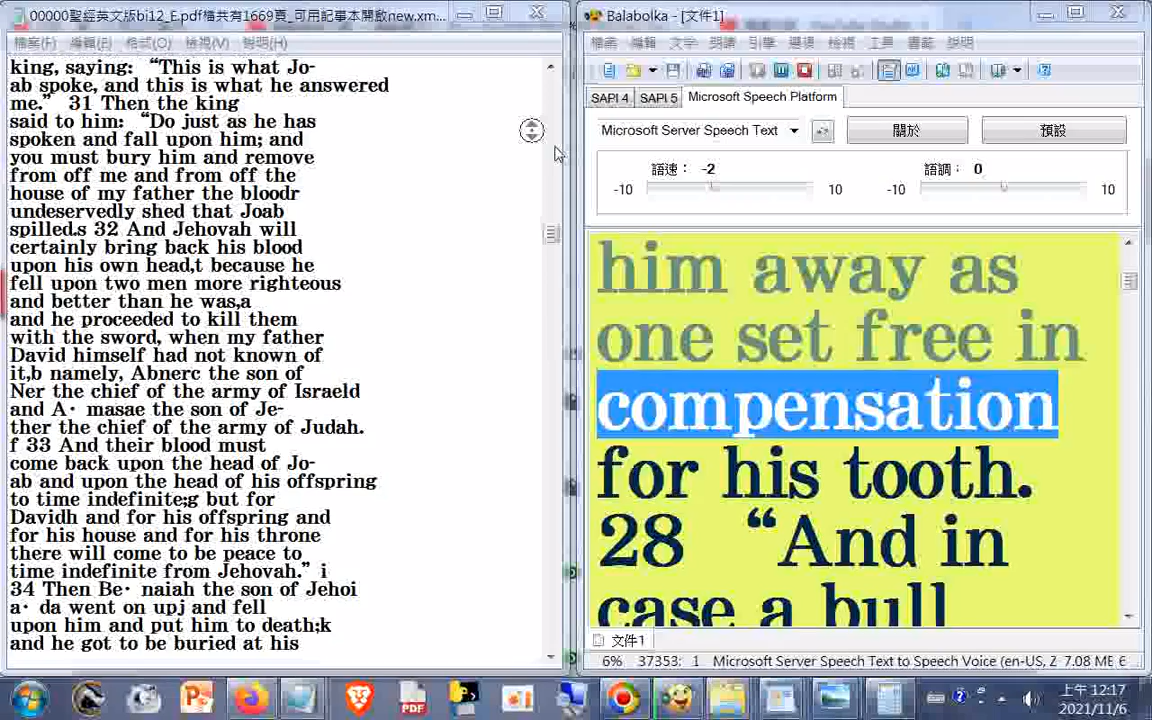 00000聖經英文版bi12_E.pdf檔共有1669頁_可用記事本開啟new.xm...
檔案(F) 編輯(E) 格式(O) 檢視(V) 說明(H)
king, saying: “This is what Jo-
ab spoke, and this is what he answered
me.” 31 Then the king
said to him: “Do just as he has
spoken and fall upon him; and
you must bury him and remove
from off me and from off the
house of my father the bloodr
undeservedly shed that Joab
spilled.s 32 And Jehovah will
certainly bring back his blood
upon his own head,t because he
fell upon two men more righteous
and better than he was,a
and he proceeded to kill them
with the sword, when my father
David himself had not known of
it,b namely, Abnerc the son of
Ner the chief of the army of Israeld
and A· masae the son of Je-
ther the chief of the army of Judah.
f 33 And their blood must
come back upon the head of Jo-
ab and upon the head of his offspring
to time indefinite;g but for
Davidh and for his offspring and
for his house and for his throne
there will come to be peace to
time indefinite from Jehovah.” i
34 Then Be· naiah the son of Jehoi
a· da went on upj and fell
upon him and put him to death;k
and he got to be buried at his
Balabolka - [文件1]
檔案 編輯 文字 朗讀 引擎 選項 檢視 工具 書籤 說明
SAPI 4 SAPI 5 Microsoft Speech Platform
Microsoft Server Speech Text 關於 預設
語速： -2 語調： 0
-10 10 -10 10
him away as
one set free in
compensation
for his tooth.
28 “And in
case a bull
文件1
6% 37353: 1 Microsoft Server Speech Text to Speech Voice (en-US, Z 7.08 ME 6
PDF
上午 12:17
2021/11/6